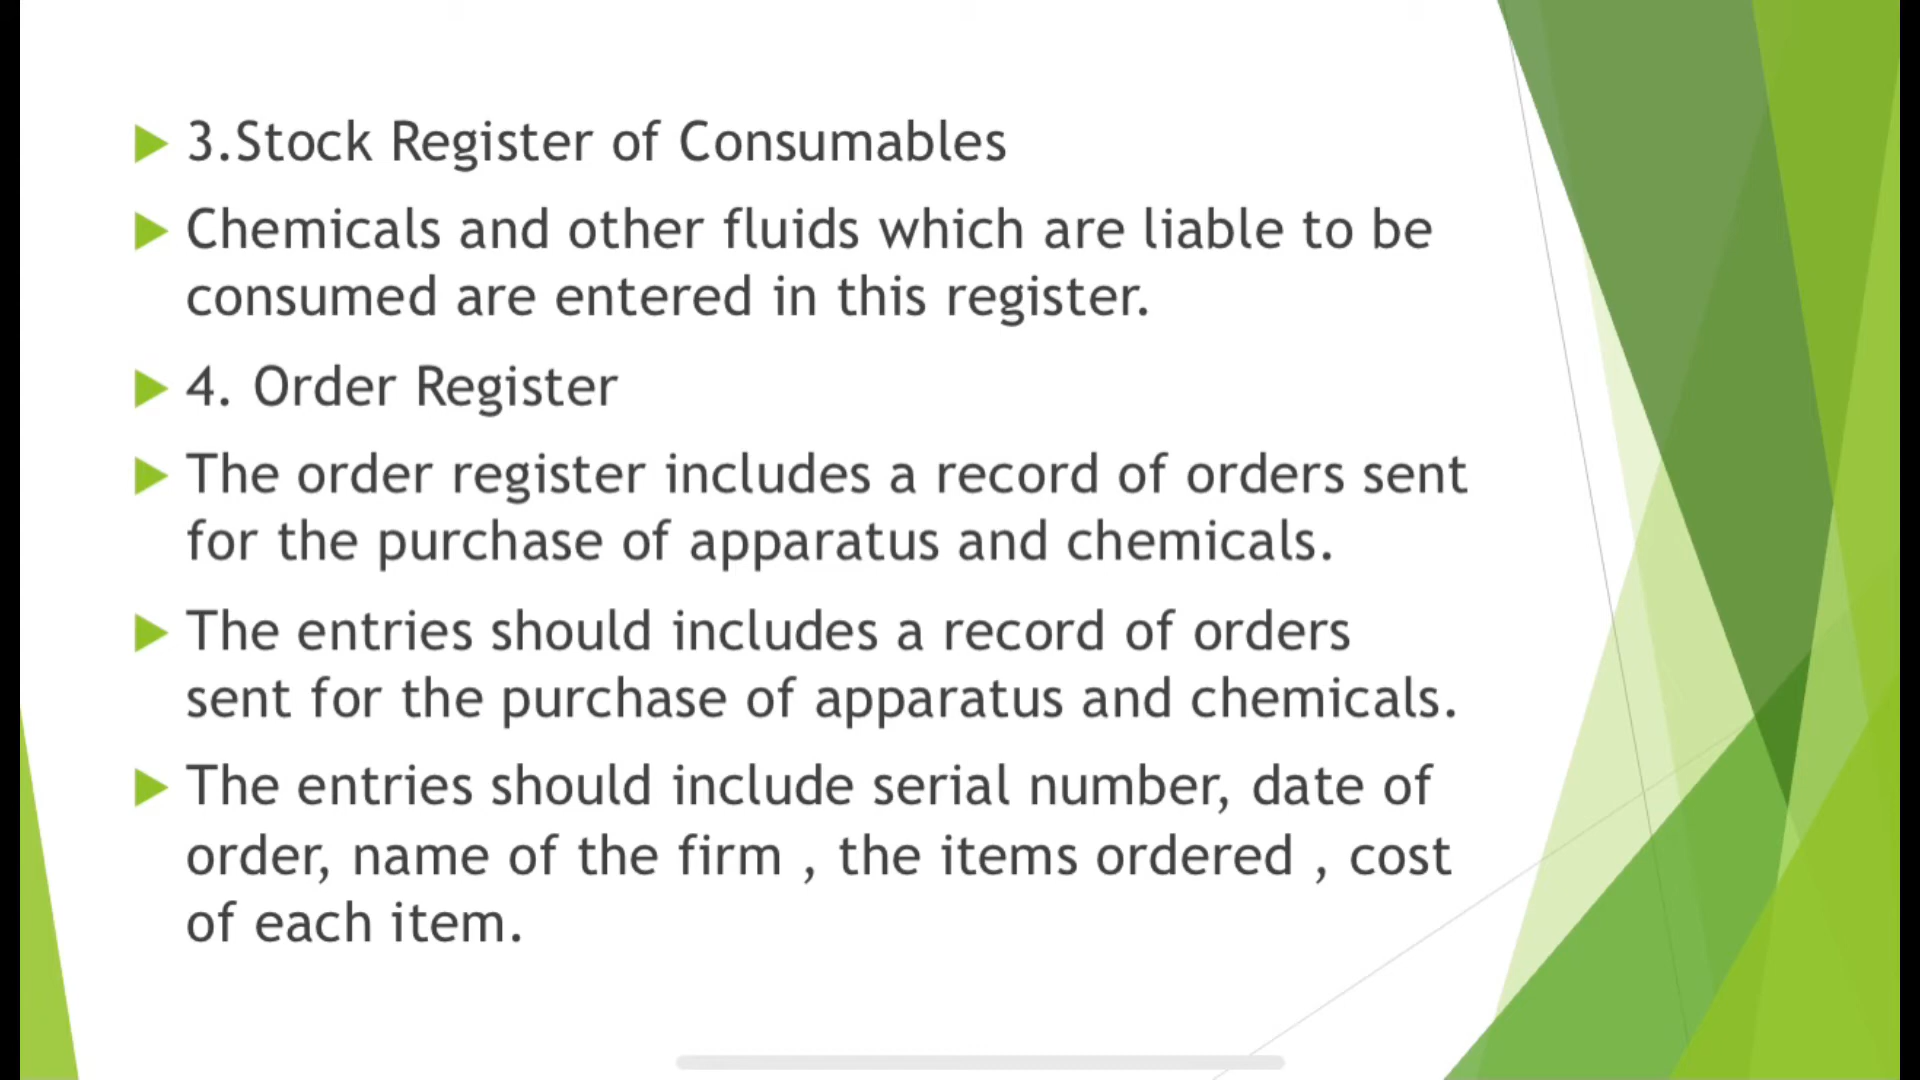 3.Stock Register of Consumables
Chemicals and other fluids which are liable to be
consumed are entered in this register.
4. Order Register
The order register includes a record of orders sent
for the purchase of apparatus and chemicals.
The entries should includes a record of orders
sent for the purchase of apparatus and chemicals.
The entries should include serial number, date of
order, name of the firm , the items ordered , cost
of each item.